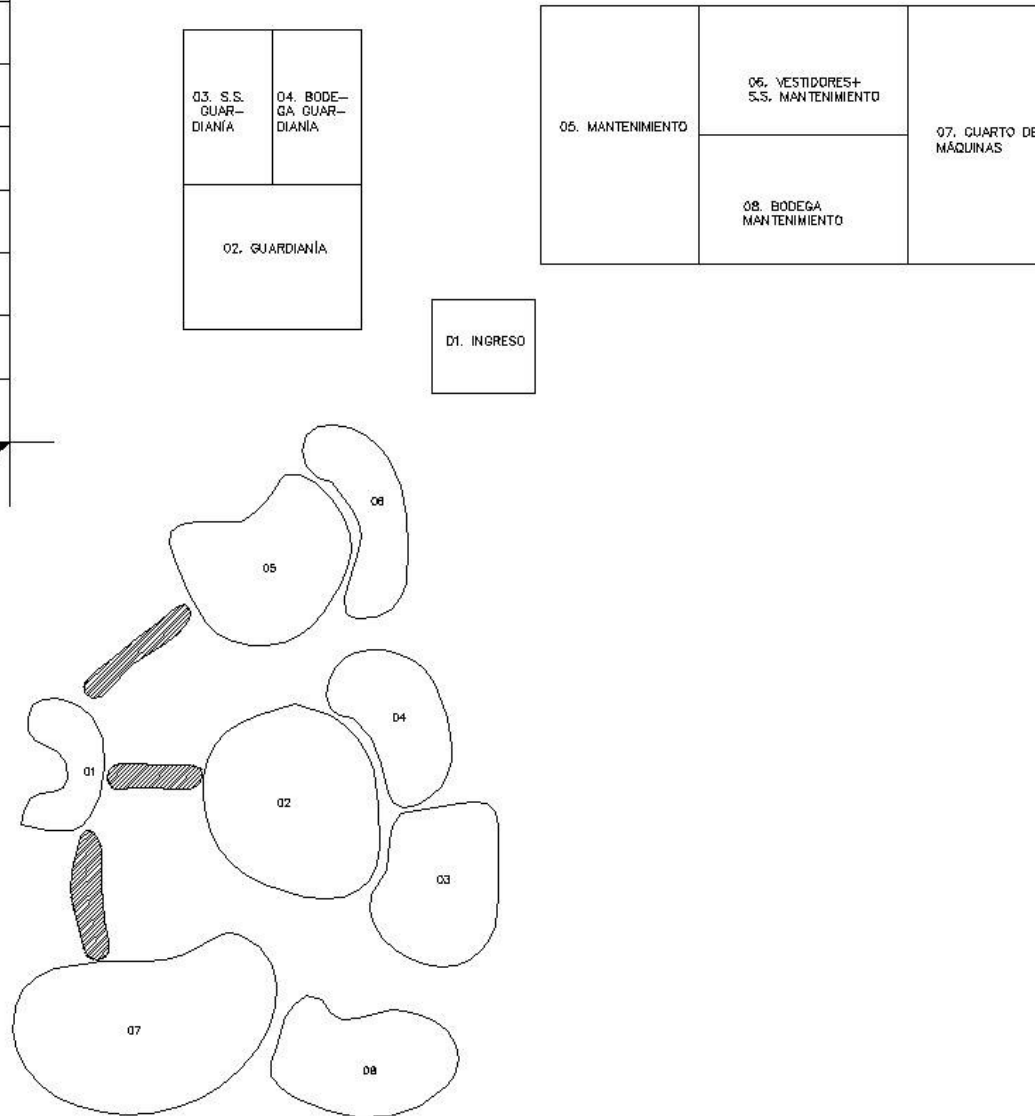 03. S.S.
GUAR-
DIANÍA
04. BODE-
GA GUAR-
DIANÍA
02. GUARDIANÍA
05. MANTENIMIENTO
06. VESTIDORES+
S.S. MANTENIMIENTO
08. BODEGA
MANTENIMIENTO
07. CUARTO DE
MÁQUINAS
01. INGRESO
06
05
04
01
02
03
07
08